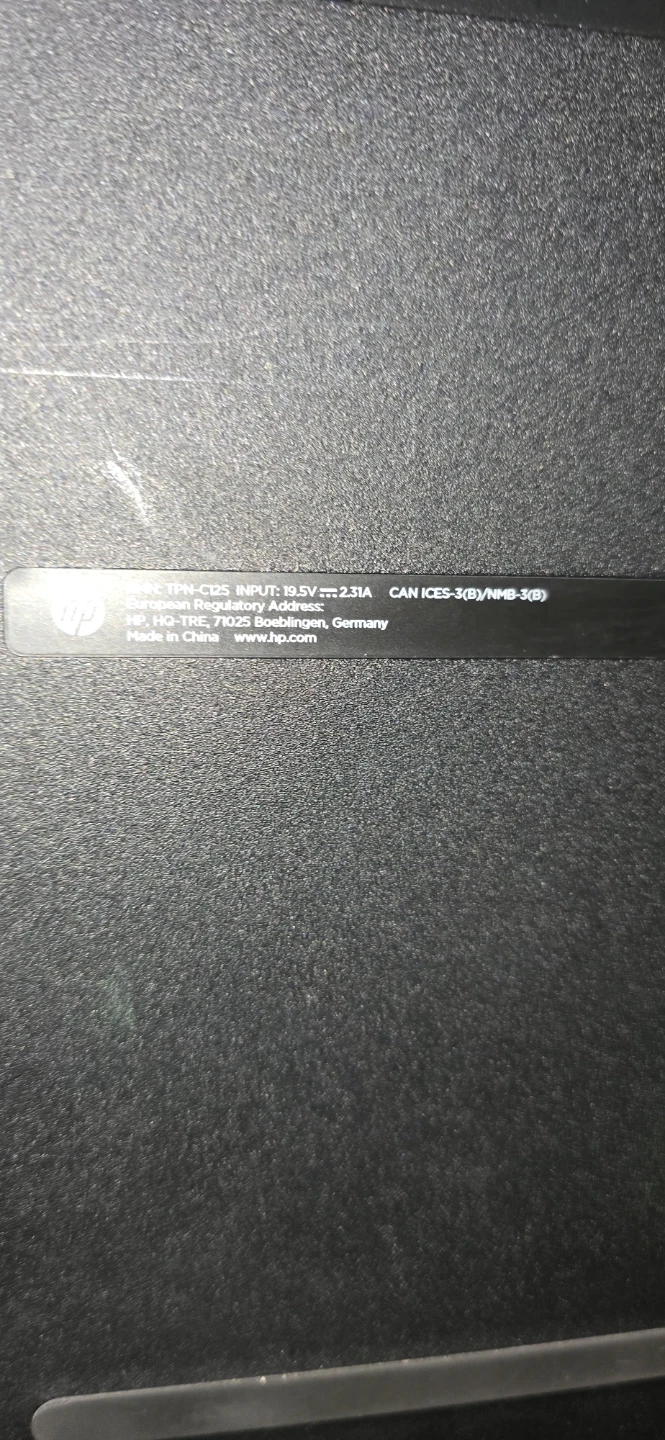 hp
TPN-C125 INPUT: 19.5V⎓2.31A CAN ICES-3(B)/NMB-3(B)
European Regulatory Address:
HP, HQ-TRE, 71025 Boeblingen, Germany
Made in China www.hp.com